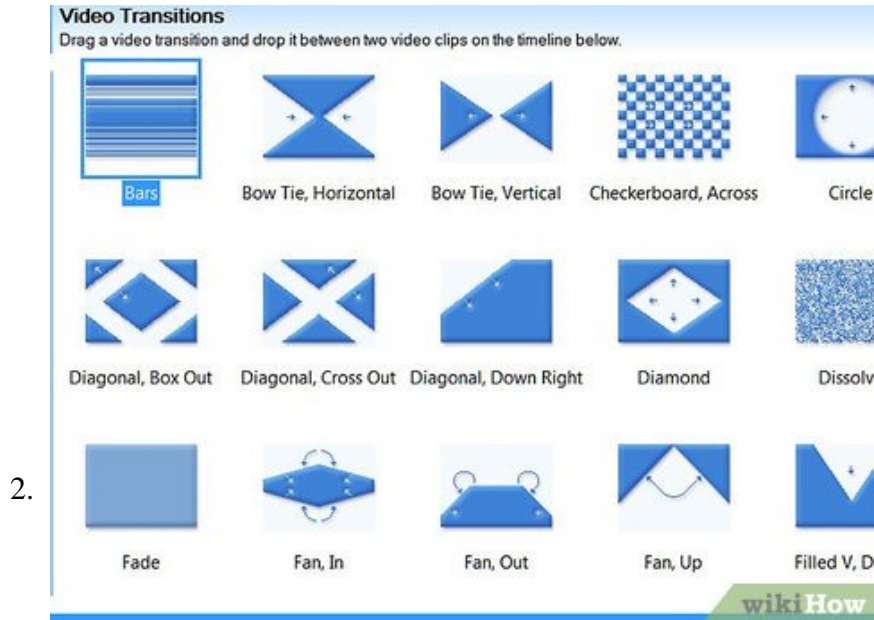 Video Transitions
Drag a video transition and drop it between two video clips on the timeline below.
Bars Bow Tie, Horizontal Bow Tie, Vertical Checkerboard, Across Circle
Diagonal, Box Out Diagonal, Cross Out Diagonal, Down Right Diamond Dissolv
2.
Fade Fan, In Fan, Out Fan, Up Filled V, D
wikiHow